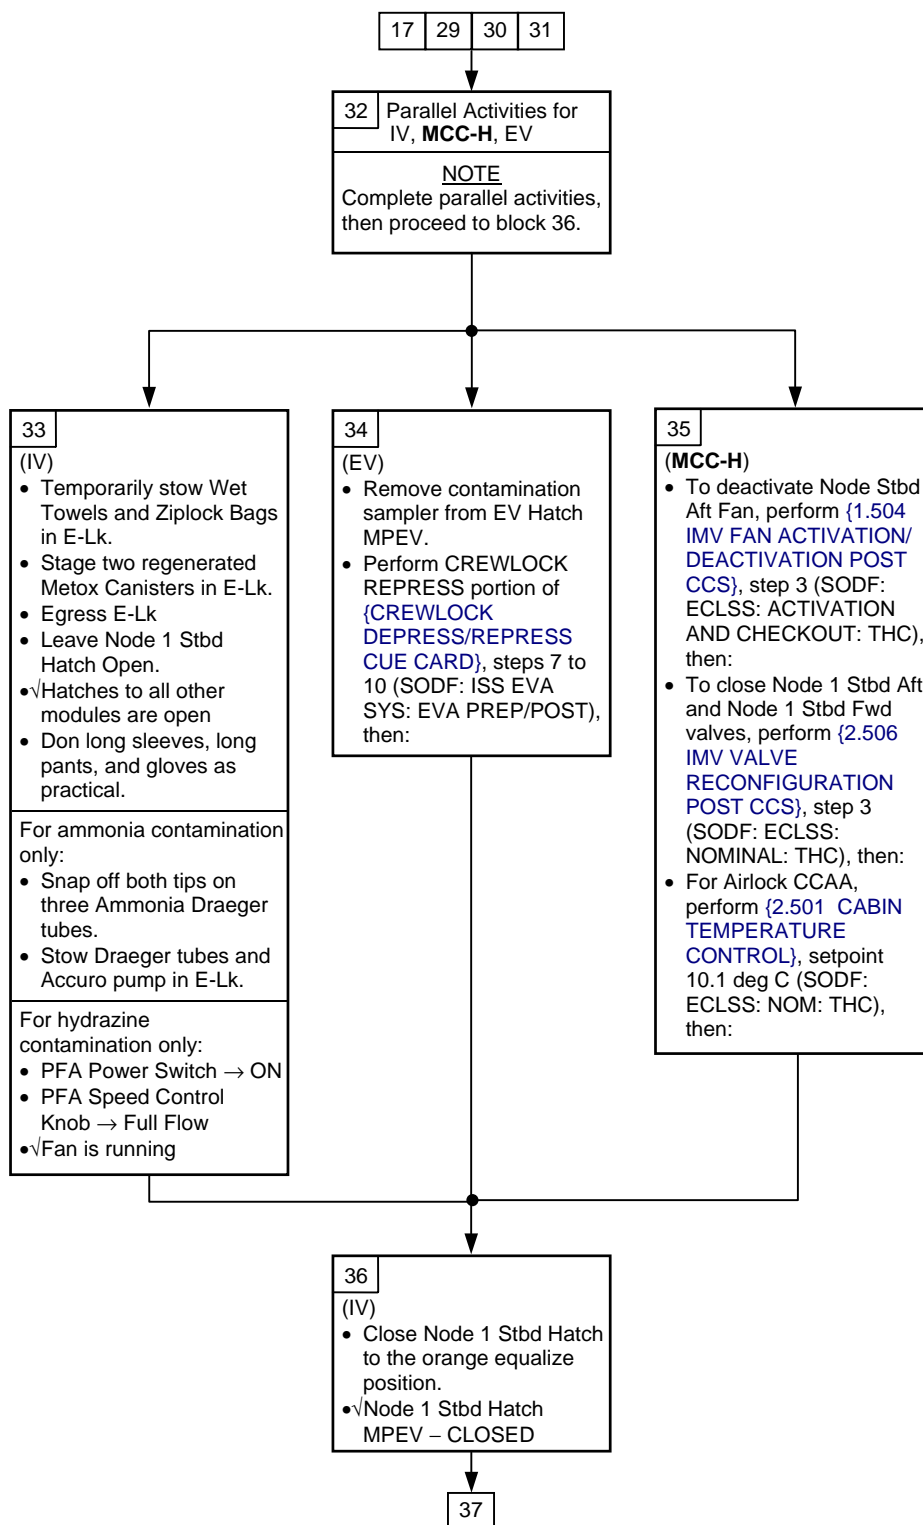 17 29 30 31
32 Parallel Activities for
IV, MCC-H, EV
NOTE
Complete parallel activities,
then proceed to block 36.
33
(IV)
• Temporarily stow Wet
Towels and Ziplock Bags
in E-Lk.
• Stage two regenerated
Metox Canisters in E-Lk.
• Egress E-Lk
• Leave Node 1 Stbd
Hatch Open.
•√Hatches to all other
modules are open
• Don long sleeves, long
pants, and gloves as
practical.
For ammonia contamination
only:
• Snap off both tips on
three Ammonia Draeger
tubes.
• Stow Draeger tubes and
Accuro pump in E-Lk.
For hydrazine
contamination only:
• PFA Power Switch → ON
• PFA Speed Control
Knob → Full Flow
•√Fan is running
34
(EV)
• Remove contamination
sampler from EV Hatch
MPEV.
• Perform CREWLOCK
REPRESS portion of
{CREWLOCK
DEPRESS/REPRESS
CUE CARD}, steps 7 to
10 (SODF: ISS EVA
SYS: EVA PREP/POST),
then:
35
(MCC-H)
• To deactivate Node Stbd
Aft Fan, perform {1.504
IMV FAN ACTIVATION/
DEACTIVATION POST
CCS}, step 3 (SODF:
ECLSS: ACTIVATION
AND CHECKOUT: THC),
then:
• To close Node 1 Stbd Aft
and Node 1 Stbd Fwd
valves, perform {2.506
IMV VALVE
RECONFIGURATION
POST CCS}, step 3
(SODF: ECLSS:
NOMINAL: THC), then:
• For Airlock CCAA,
perform {2.501 CABIN
TEMPERATURE
CONTROL}, setpoint
10.1 deg C (SODF:
ECLSS: NOM: THC),
then:
36
(IV)
• Close Node 1 Stbd Hatch
to the orange equalize
position.
•√Node 1 Stbd Hatch
MPEV – CLOSED
37